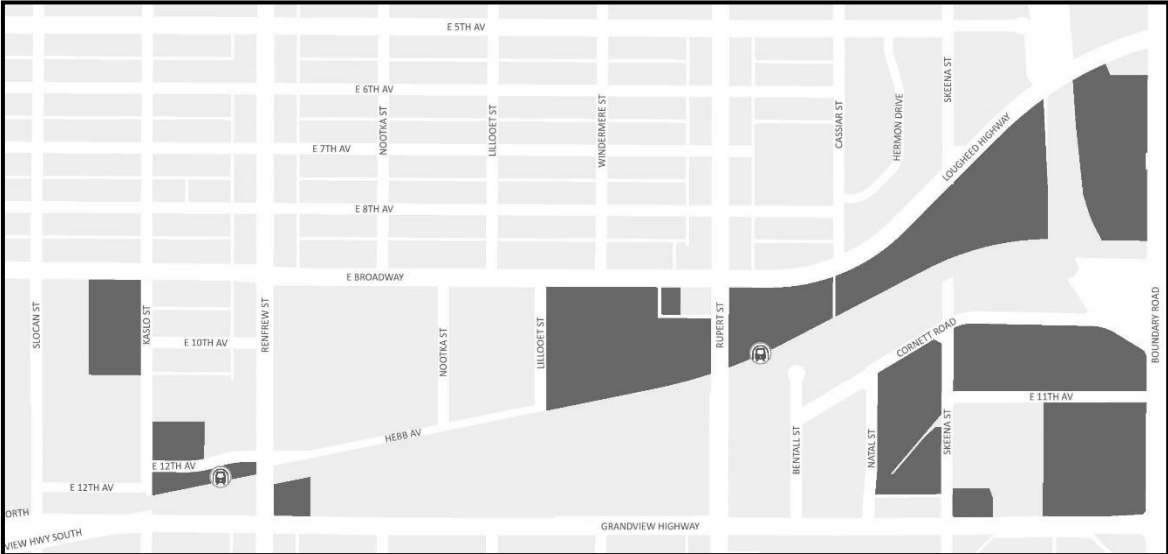 E 5TH AV
SKEENA ST
E 6TH AV
NOOTKA ST
LILLOOET ST
WINDERMERE ST
CASSIAR ST
HERMON DRIVE
LOUGHEED HIGHWAY
E 7TH AV
E 8TH AV
E BROADWAY
SLOCAN ST
KASLO ST
RENFREW ST
NOOTKA ST
LILLOOET ST
RUPERT ST
BOUNDARY ROAD
E 10TH AV
CORNETT ROAD
E 11TH AV
HEBB AV
BENTALL ST
NATAL ST
SKEENA ST
E 12TH AV
E 12TH AV
ORTH
GRANDVIEW HIGHWAY
VIEW HWY SOUTH